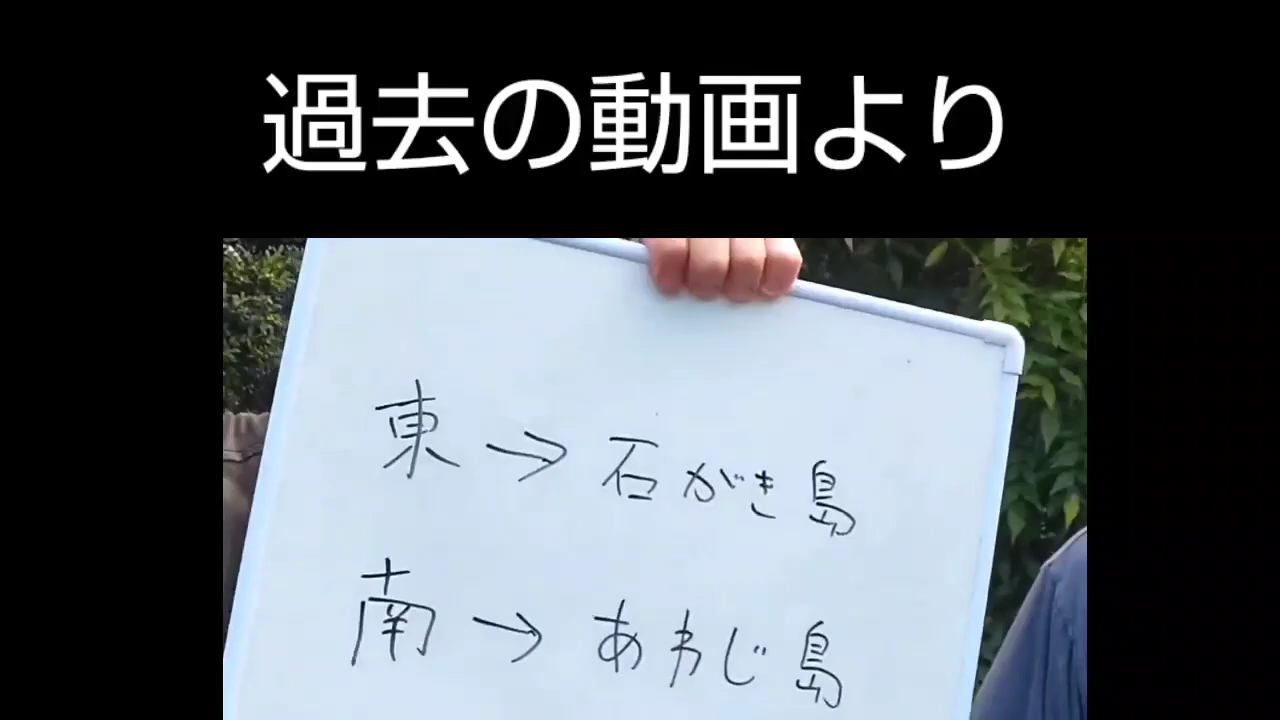 過去の動画より
東→石がき島
南→あわじ島